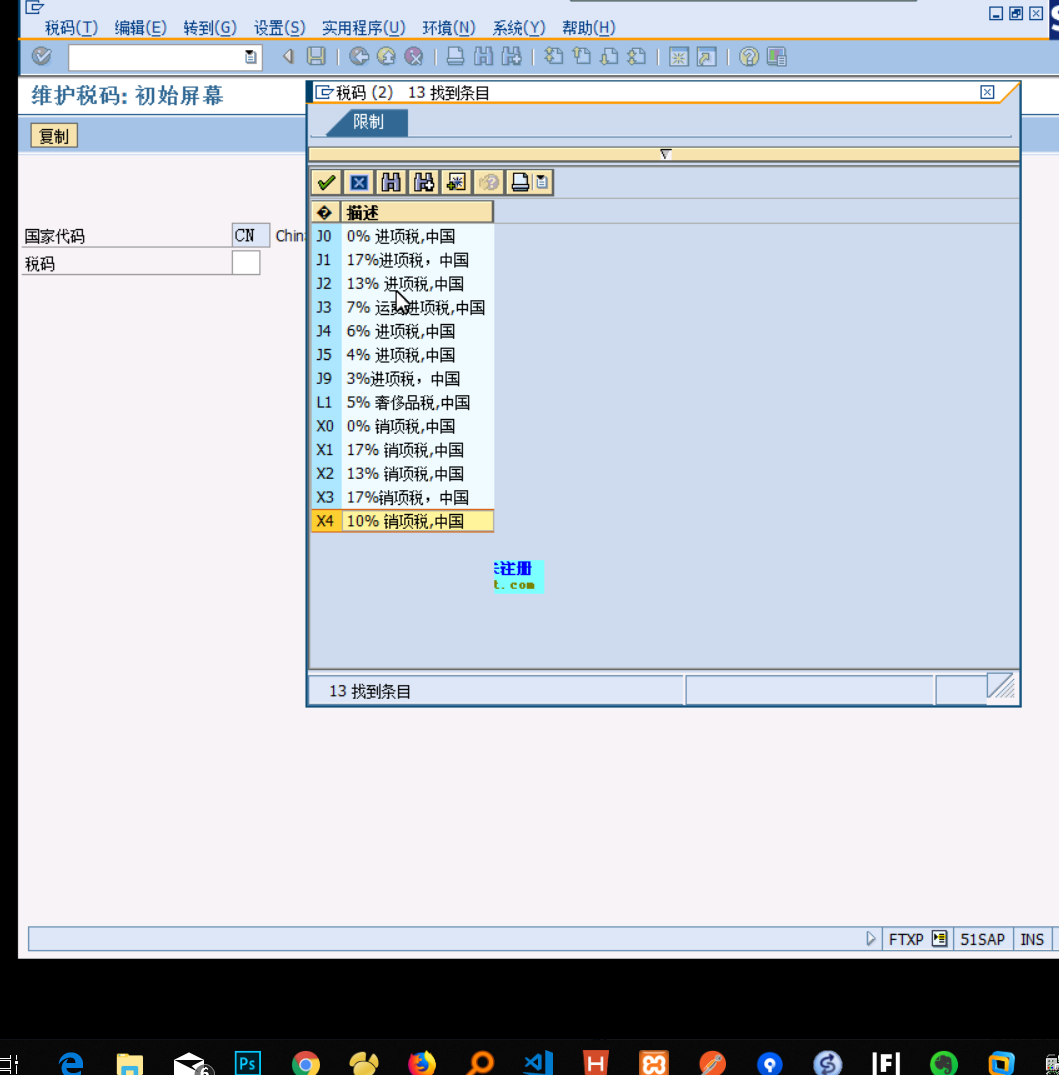 税码(T) 编辑(E) 转到(G) 设置(S) 实用程序(U) 环境(N) 系统(Y) 帮助(H)
维护税码: 初始屏幕
复制
国家代码 CN Chin
税码
税码 (2) 13 找到条目
限制
描述
J0 0% 进项税,中国
J1 17%进项税，中国
J2 13% 进项税,中国
J3 7% 运费进项税,中国
J4 6% 进项税,中国
J5 4% 进项税,中国
J9 3%进项税，中国
L1 5% 奢侈品税,中国
X0 0% 销项税,中国
X1 17% 销项税,中国
X2 13% 销项税,中国
X3 17%销项税，中国
X4 10% 销项税,中国
注册
t.com
13 找到条目
FTXP 51SAP INS
6 Ps H |F|